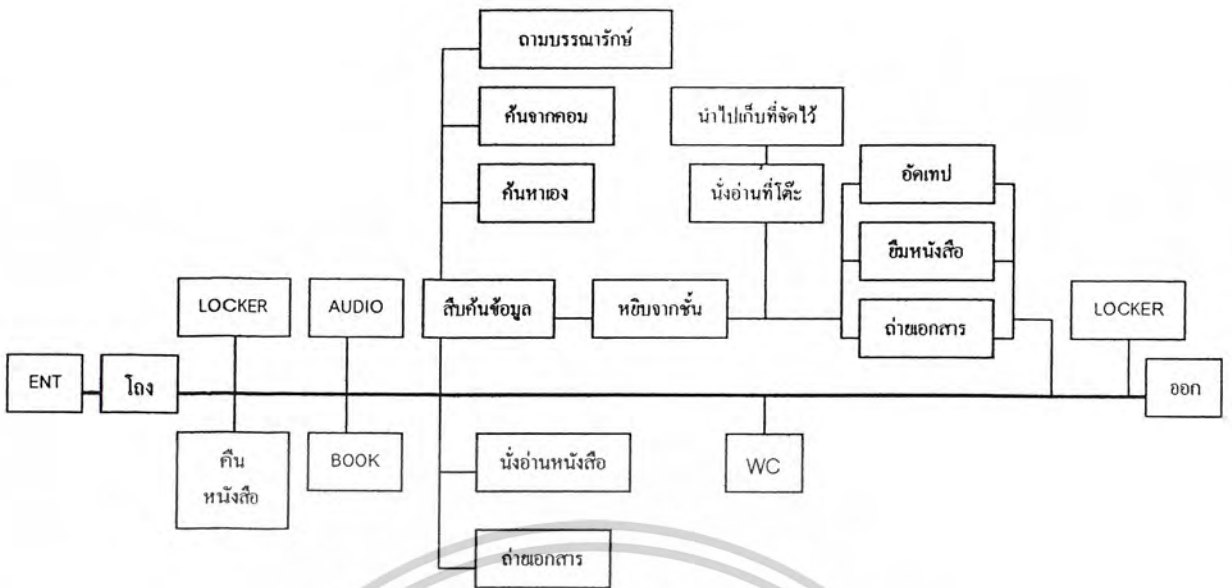 ถามบรรณารักษ์
ค้นจากคอม
นำไปเก็บที่จัดไว้
ค้นหาเอง
นั่งอ่านที่โต๊ะ
อัดเทป
ยืมหนังสือ
LOCKER
AUDIO
สืบค้นข้อมูล
หยิบจากชั้น
ถ่ายเอกสาร
LOCKER
ENT
โถง
ออก
คืน
หนังสือ
BOOK
นั่งอ่านหนังสือ
WC
ถ่ายเอกสาร